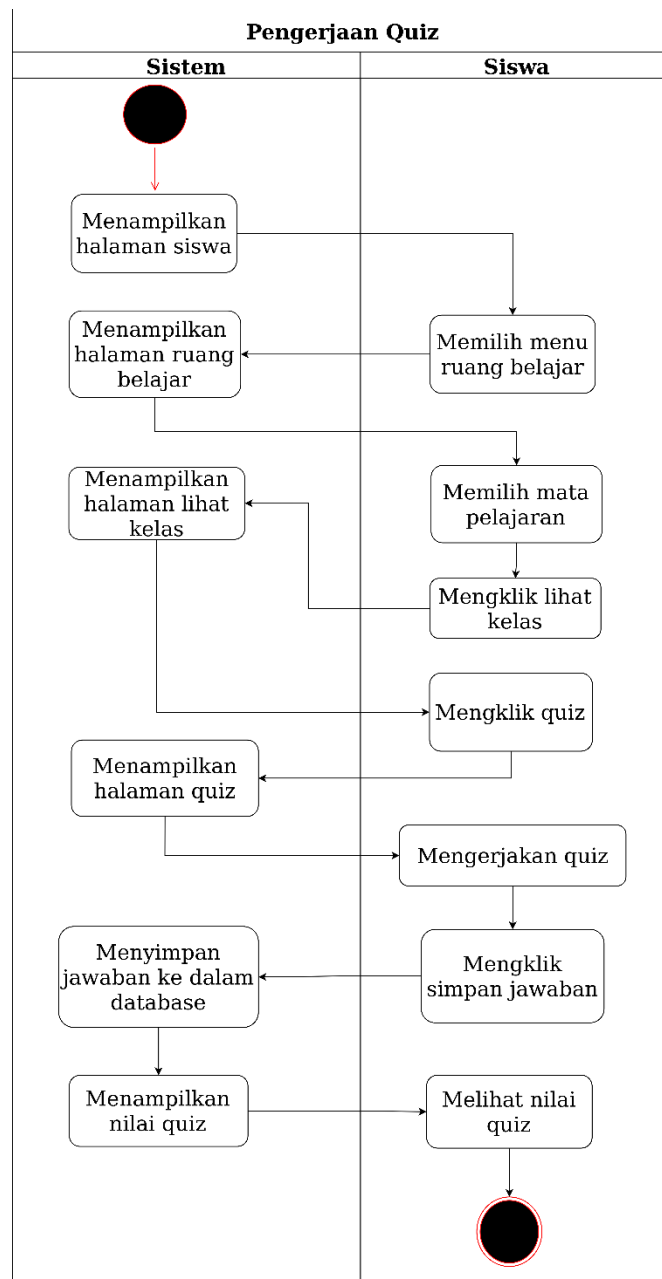 Pengerjaan Quiz
Sistem
Siswa
Menampilkan
halaman siswa
Memilih menu
ruang belajar
Menampilkan
halaman ruang
belajar
Memilih mata
pelajaran
Mengklik lihat
kelas
Menampilkan
halaman lihat
kelas
Mengklik quiz
Menampilkan
halaman quiz
Mengerjakan quiz
Mengklik
simpan jawaban
Menyimpan
jawaban ke dalam
database
Menampilkan
nilai quiz
Melihat nilai
quiz